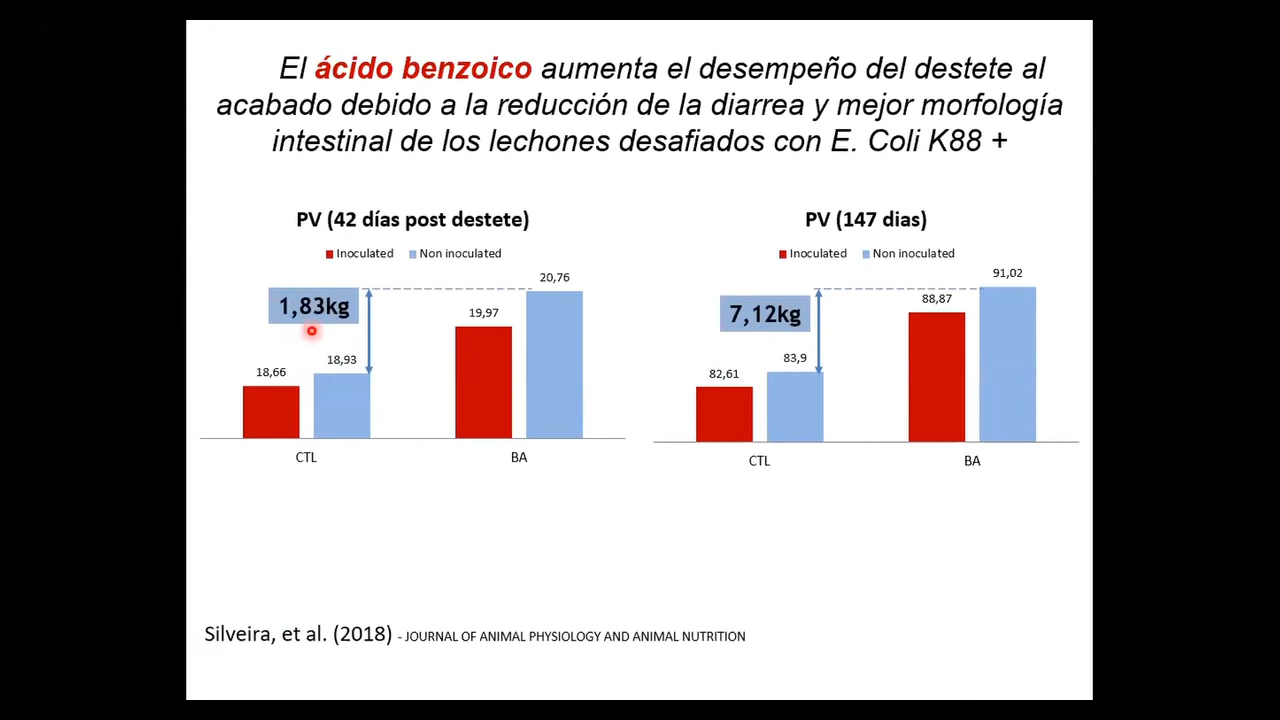 El ácido benzoico aumenta el desempeño del destete al
acabado debido a la reducción de la diarrea y mejor morfología
intestinal de los lechones desafiados con E. Coli K88 +
PV (42 días post destete)
Inoculated Non inoculated
20,76
1,83kg
19,97
18,93
18,66
CTL BA
PV (147 dias)
Inoculated Non inoculated
91,02
88,87
7,12kg
83,9
82,61
CTL BA
Silveira, et al. (2018) - JOURNAL OF ANIMAL PHYSIOLOGY AND ANIMAL NUTRITION